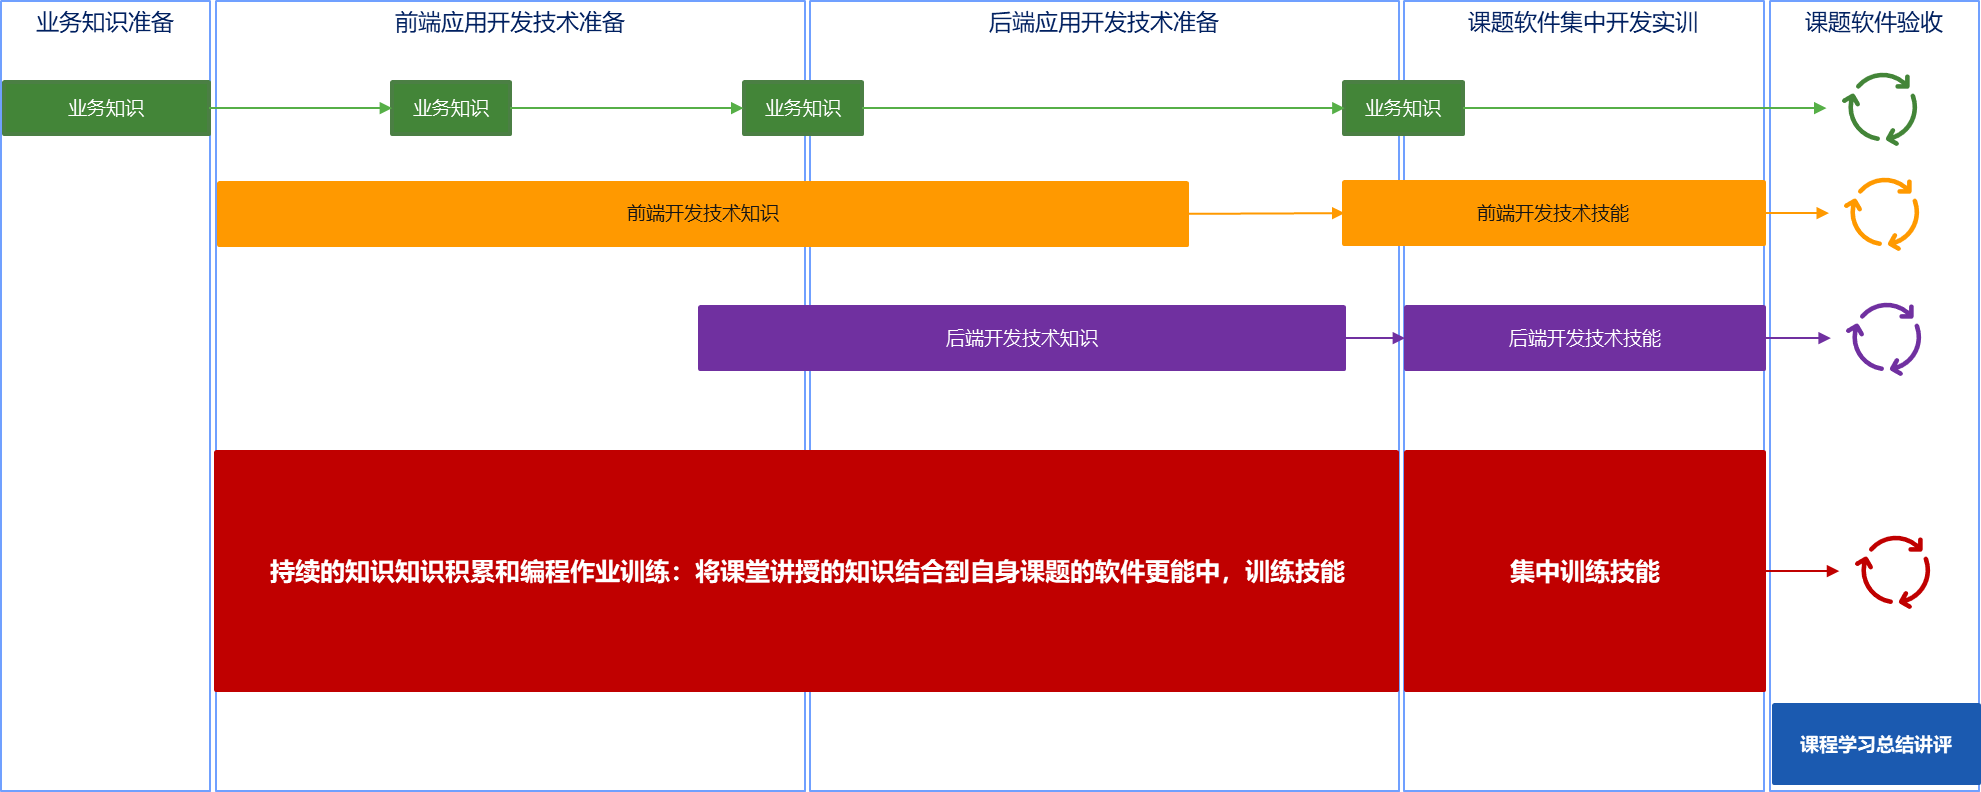 业务知识准备
前端应用开发技术准备
后端应用开发技术准备
课题软件集中开发实训
课题软件验收
业务知识
业务知识
业务知识
业务知识
前端开发技术知识
前端开发技术技能
后端开发技术知识
后端开发技术技能
持续的知识知识积累和编程作业训练：将课堂讲授的知识结合到自身课题的软件更能中，训练技能
集中训练技能
课程学习总结讲评